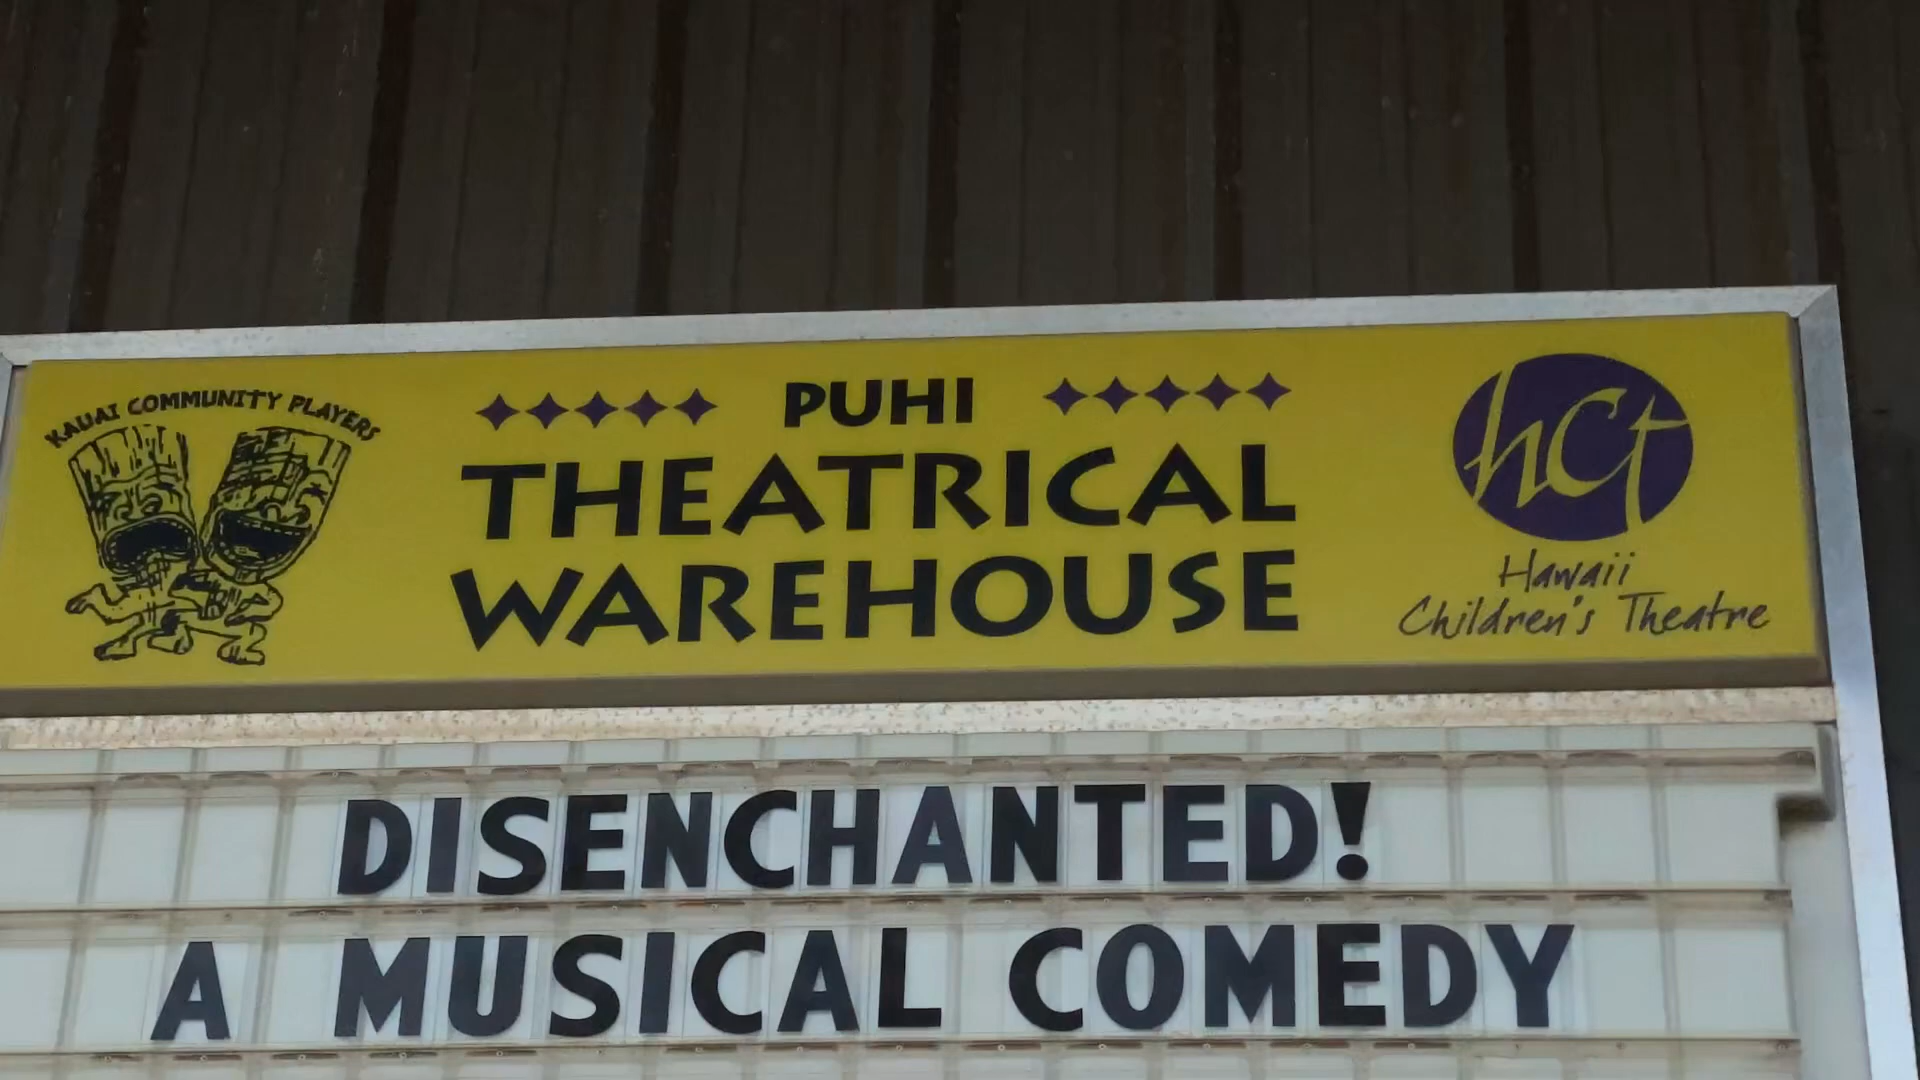 KAUAI COMMUNITY PLAYERS
PUHI
THEATRICAL
WAREHOUSE
hct
Hawaii
Children's Theatre
DISENCHANTED!
A MUSICAL COMEDY